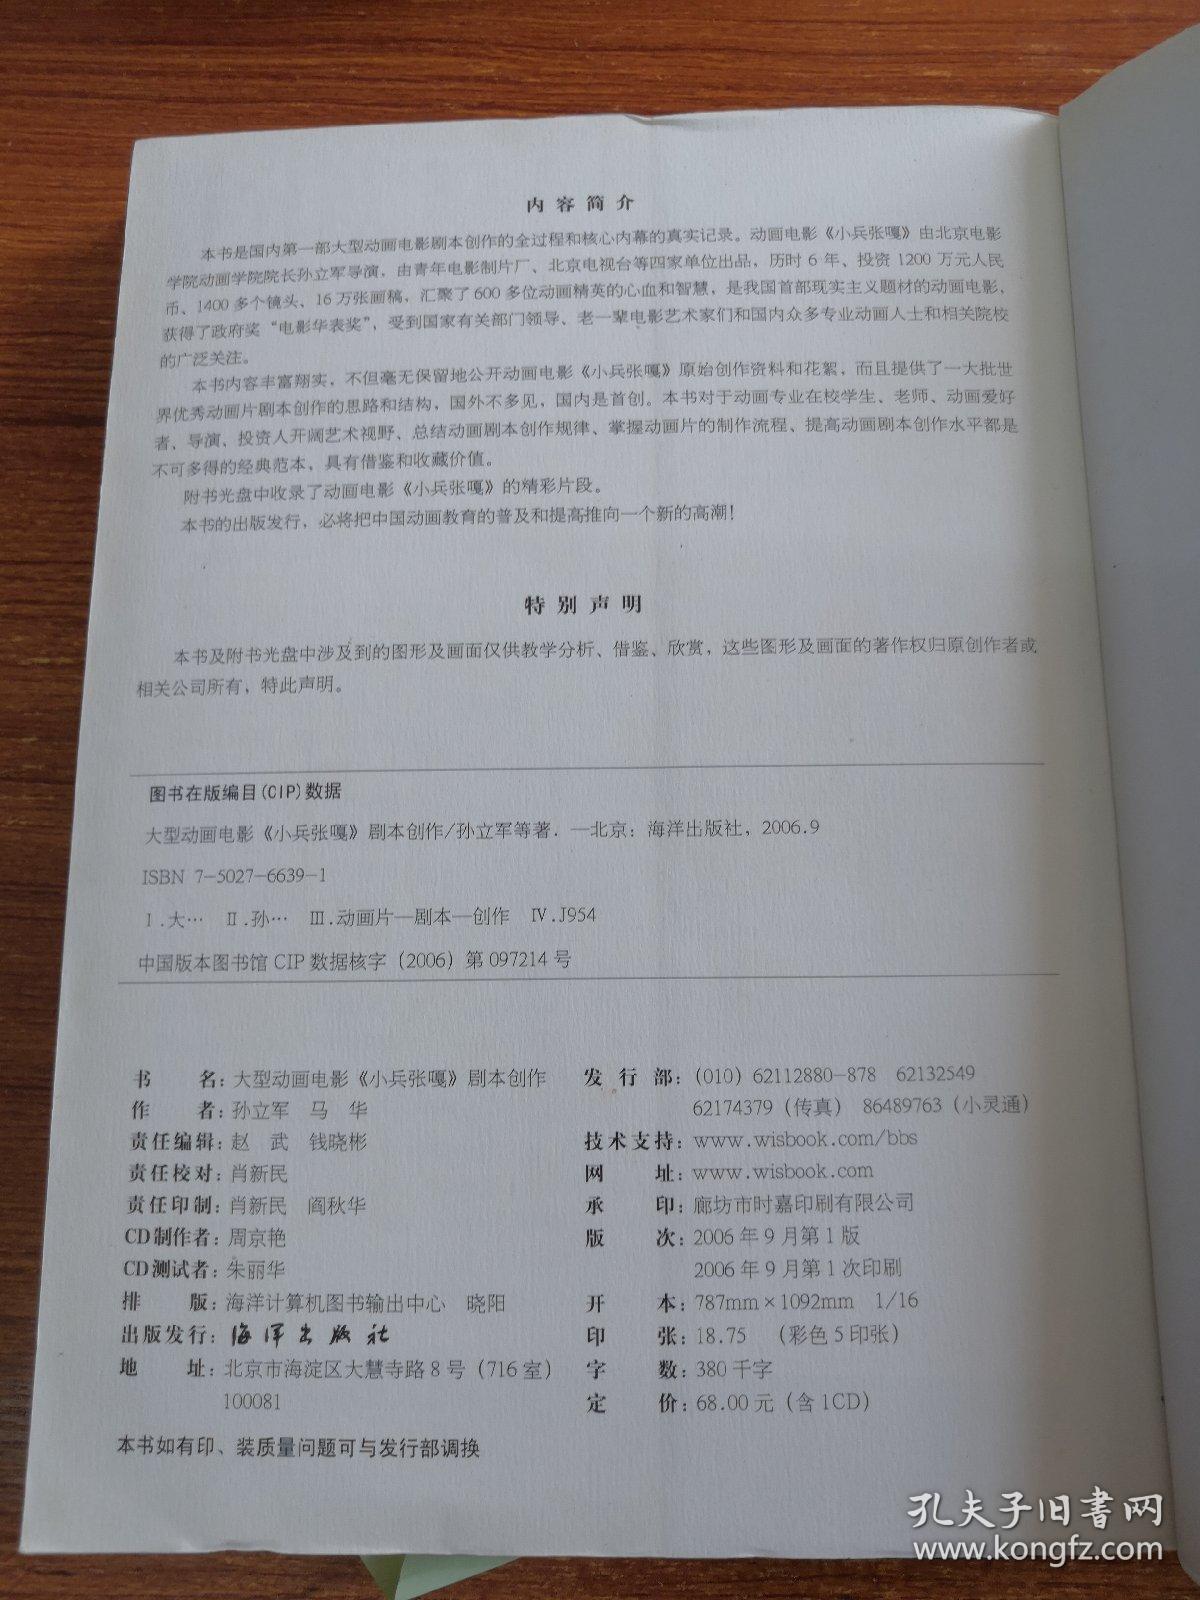 内容简介
本书是国内第一部大型动画电影剧本创作的全过程和核心内幕的真实记录。动画电影《小兵张嘎》由北京电影
学院动画学院院长孙立军导演，由青年电影制片厂、北京电视台等四家单位出品，历时6年、投资1200万元人民
币、1400多个镜头、16万张画稿，汇聚了600多位动画精英的心血和智慧，是我国首部现实主义题材的动画电影，
获得了政府奖“电影华表奖”，受到国家有关部门领导、老一辈电影艺术家们和国内众多专业动画人士和相关院校
的广泛关注。
本书内容丰富翔实，不但毫无保留地公开动画电影《小兵张嘎》原始创作资料和花絮，而且提供了一大批世
界优秀动画片剧本创作的思路和结构，国外不多见，国内是首创。本书对于动画专业在校学生、老师、动画爱好
者、导演、投资人开阔艺术视野、总结动画剧本创作规律、掌握动画片的制作流程、提高动画剧本创作水平都是
不可多得的经典范本，具有借鉴和收藏价值。
附书光盘中收录了动画电影《小兵张嘎》的精彩片段。
本书的出版发行，必将把中国动画教育的普及和提高推向一个新的高潮！
特别声明
本书及附书光盘中涉及到的图形及画面仅供教学分析、借鉴、欣赏，这些图形及画面的著作权归原创作者或
相关公司所有，特此声明。
图书在版编目(CIP)数据
大型动画电影《小兵张嘎》剧本创作/孙立军等著．—北京：海洋出版社，2006.9
ISBN 7-5027-6639-1
Ⅰ.大… Ⅱ.孙… Ⅲ.动画片—剧本—创作 Ⅳ.J954
中国版本图书馆CIP数据核字（2006）第097214号
书 名：大型动画电影《小兵张嘎》剧本创作
作 者：孙立军 马 华
责任编辑：赵 武 钱晓彬
责任校对：肖新民
责任印制：肖新民 阎秋华
CD制作者：周京艳
CD测试者：朱丽华
排 版：海洋计算机图书输出中心 晓阳
出版发行：海洋出版社
地 址：北京市海淀区大慧寺路8号（716室）
100081
本书如有印、装质量问题可与发行部调换
发行部：(010) 62112880-878 62132549
62174379（传真） 86489763（小灵通）
技术支持：www.wisbook.com/bbs
网 址：www.wisbook.com
承 印：廊坊市时嘉印刷有限公司
版 次：2006年9月第1版
2006年9月第1次印刷
开 本：787mm×1092mm 1/16
印 张：18.75 （彩色5印张）
字 数：380千字
定 价：68.00元（含1CD）
孔夫子旧书网
www.kongfz.com